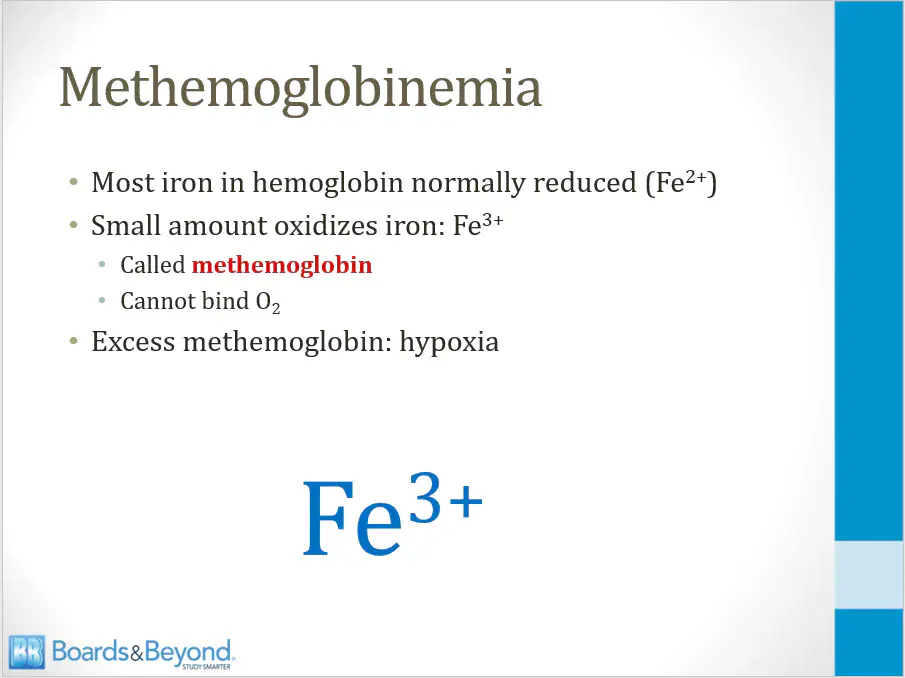 Methemoglobinemia
• Most iron in hemoglobin normally reduced (Fe²⁺)
• Small amount oxidizes iron: Fe³⁺
• Called methemoglobin
• Cannot bind O₂
• Excess methemoglobin: hypoxia
Fe³⁺
BB Boards&Beyond.
STUDY SMARTER